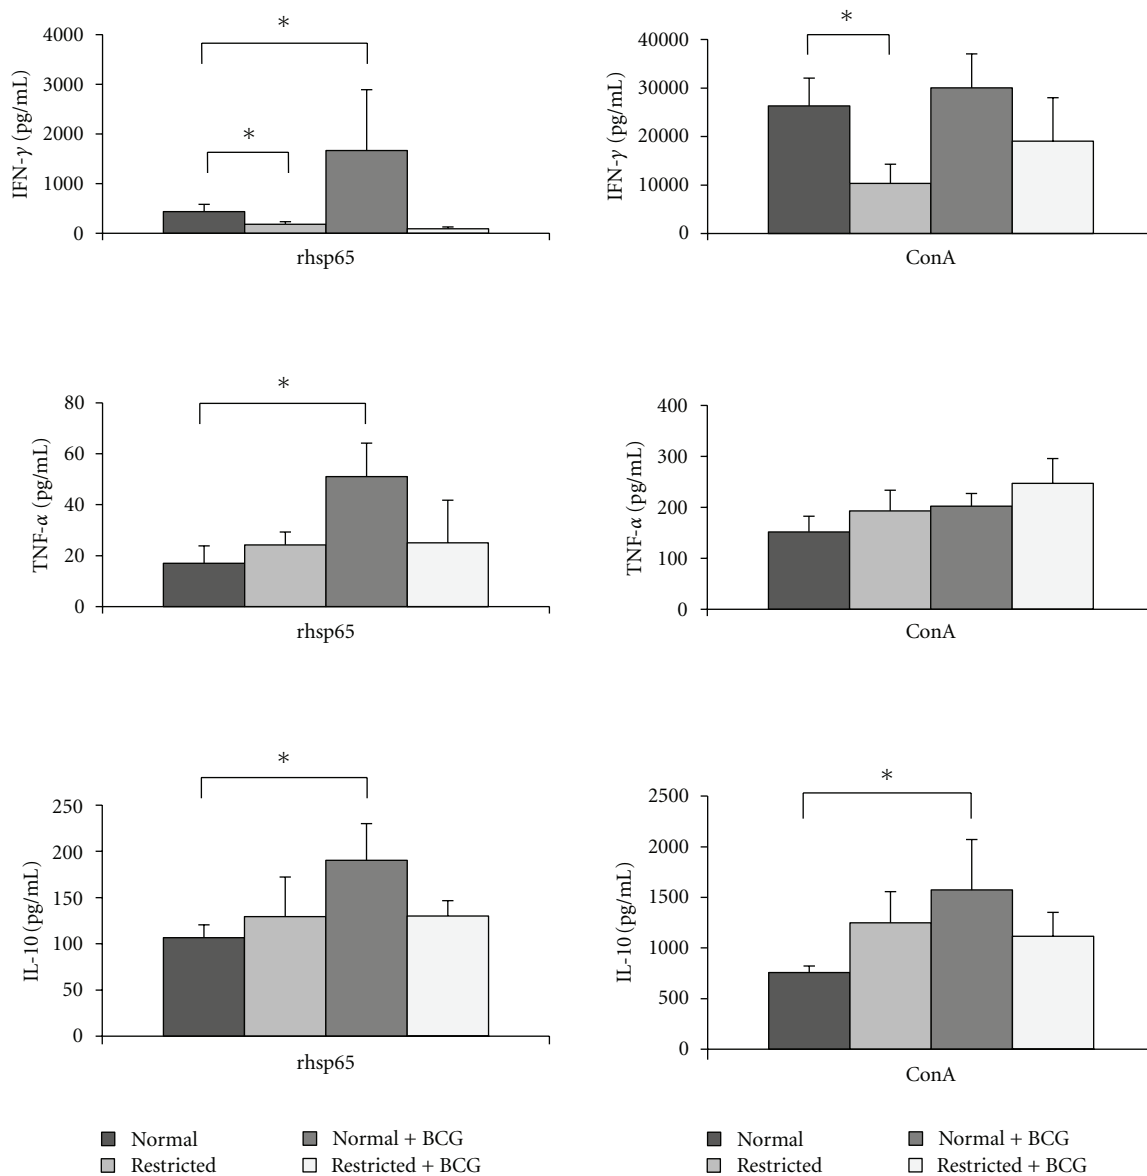 *
4000
3000
2000
1000
0
IFN-γ (pg/mL)
*
rhsp65
*
40000
30000
20000
10000
0
IFN-γ (pg/mL)
ConA
*
80
60
40
20
0
TNF-α (pg/mL)
rhsp65
400
300
200
100
0
TNF-α (pg/mL)
ConA
*
250
200
150
100
50
0
IL-10 (pg/mL)
rhsp65
*
2500
2000
1500
1000
500
0
IL-10 (pg/mL)
ConA
Normal
Normal + BCG
Restricted
Restricted + BCG
Normal
Normal + BCG
Restricted
Restricted + BCG